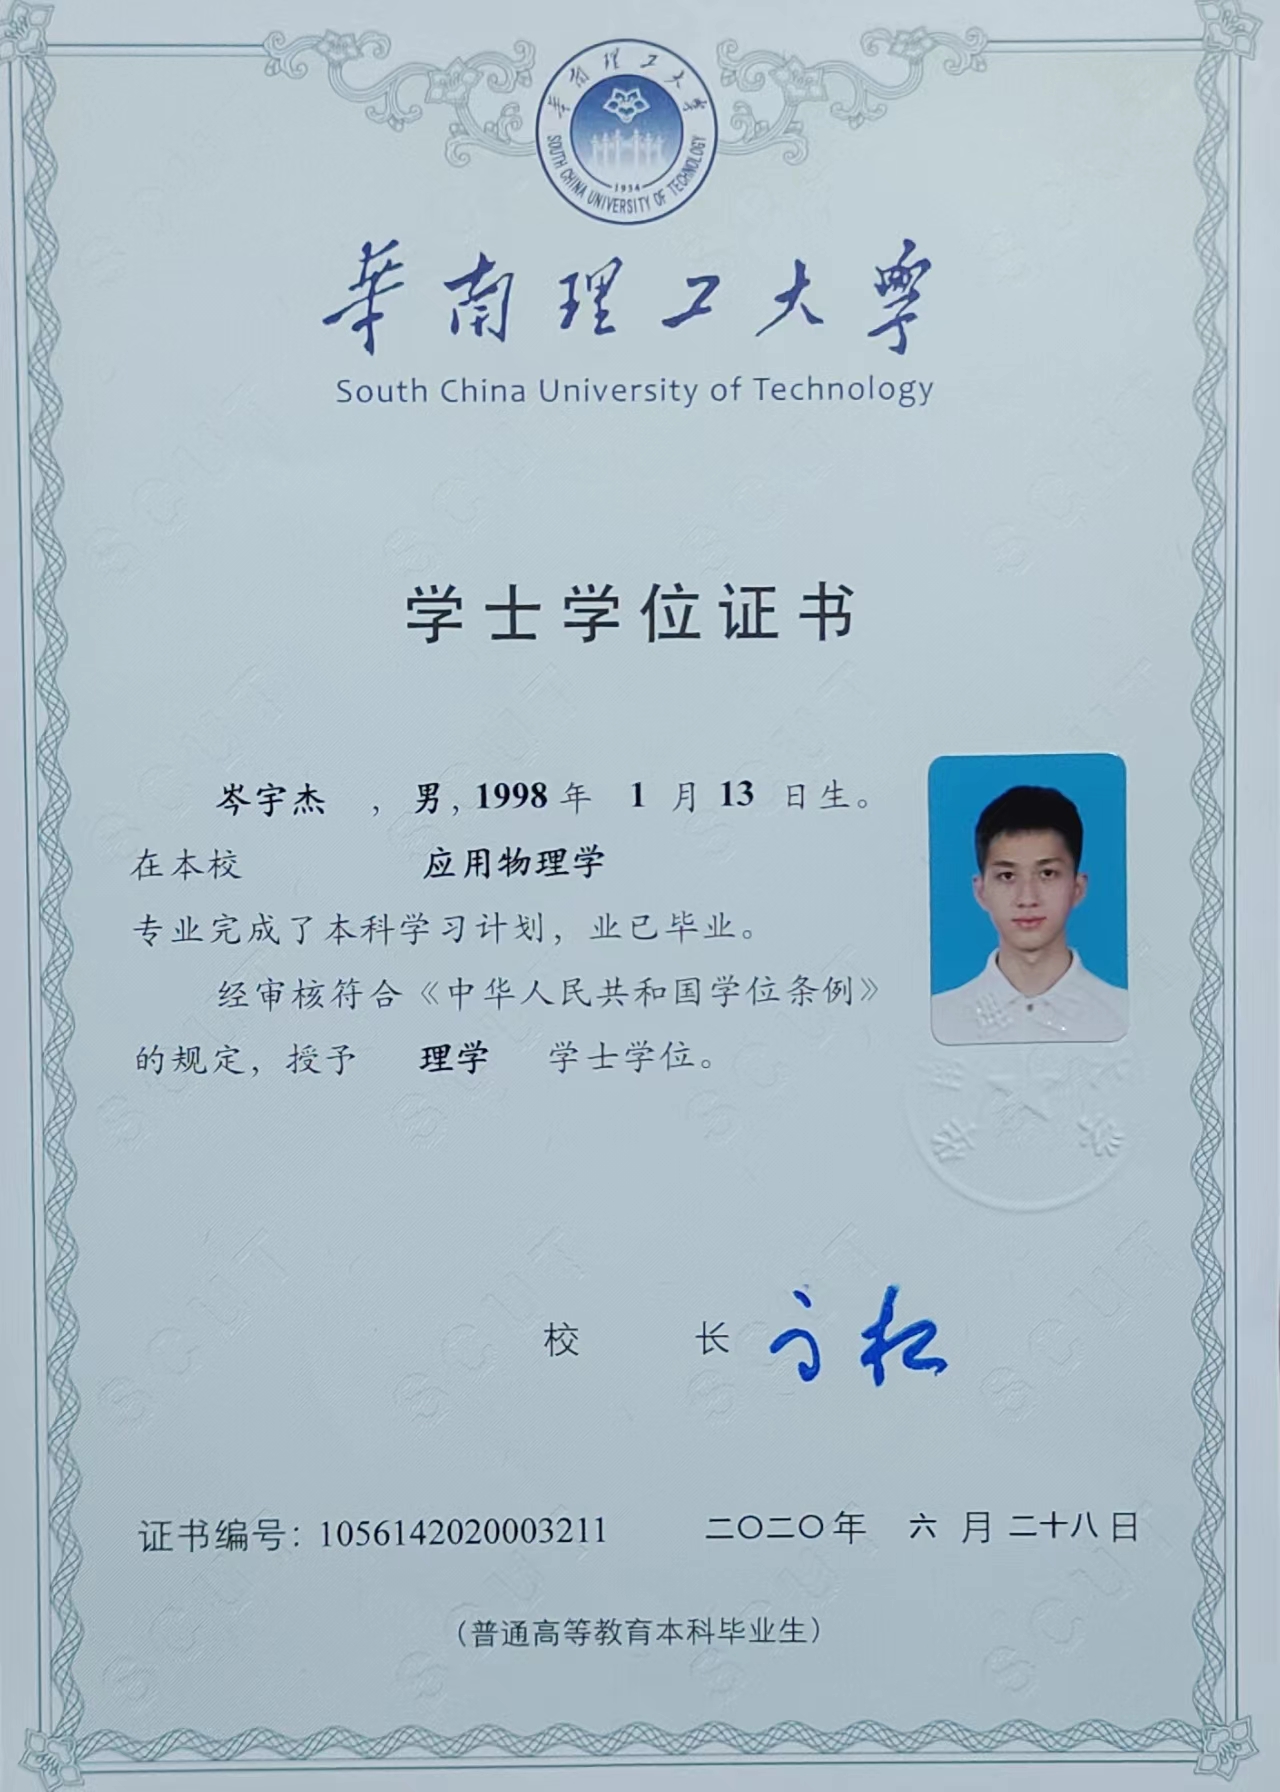 華南理工大學
SOUTH CHINA UNIVERSITY OF TECHNOLOGY
1934
華南理工大學
South China University of Technology
学士学位证书
岑宇杰 ，男，1998年 1 月 13 日生。
在本校 应用物理学
专业完成了本科学习计划，业已毕业。
经审核符合《中华人民共和国学位条例》
的规定，授予 理学 学士学位。
校 长
证书编号：1056142020003211 二〇二〇年 六 月 二十八 日
（普通高等教育本科毕业生）